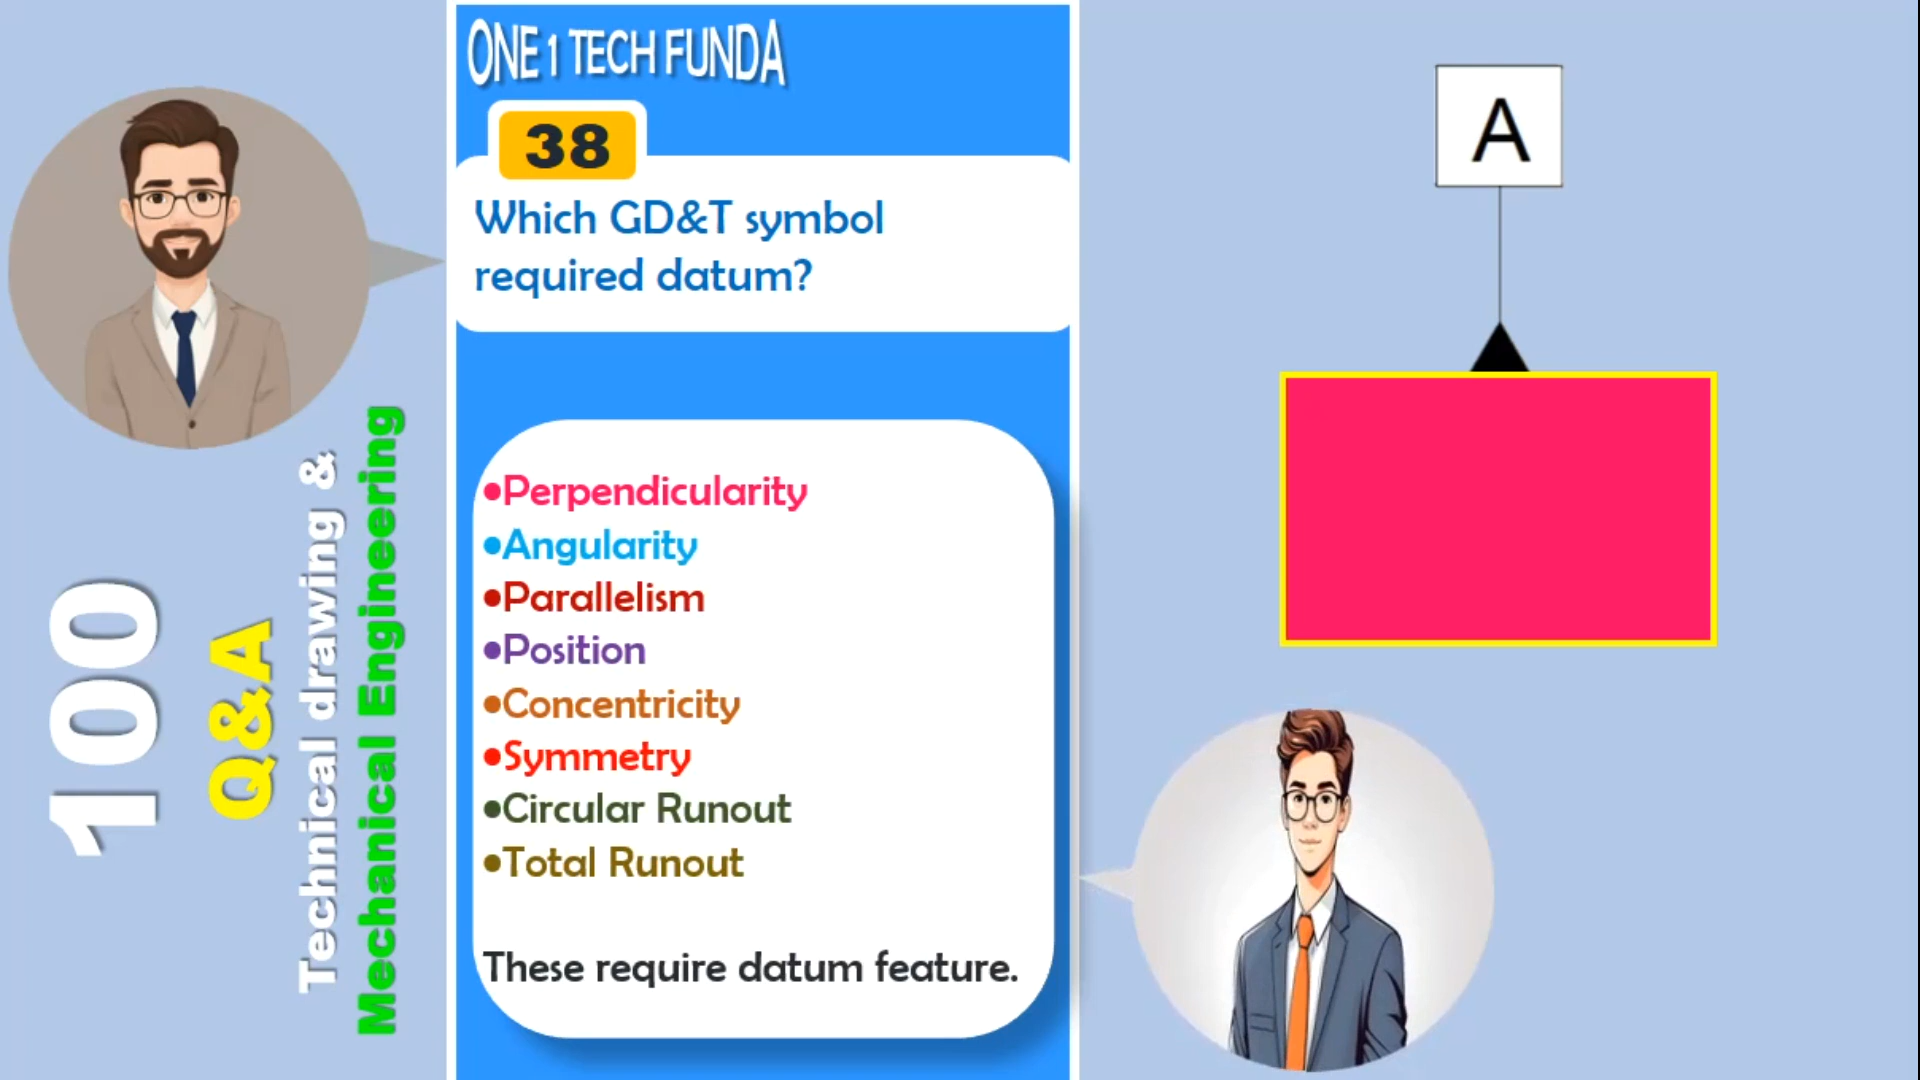 ONE 1 TECH FUNDA
38
Which GD&T symbol
required datum?
•Perpendicularity
•Angularity
•Parallelism
•Position
•Concentricity
•Symmetry
•Circular Runout
•Total Runout
These require datum feature.
100
Q&A
Technical drawing &
Mechanical Engineering
A